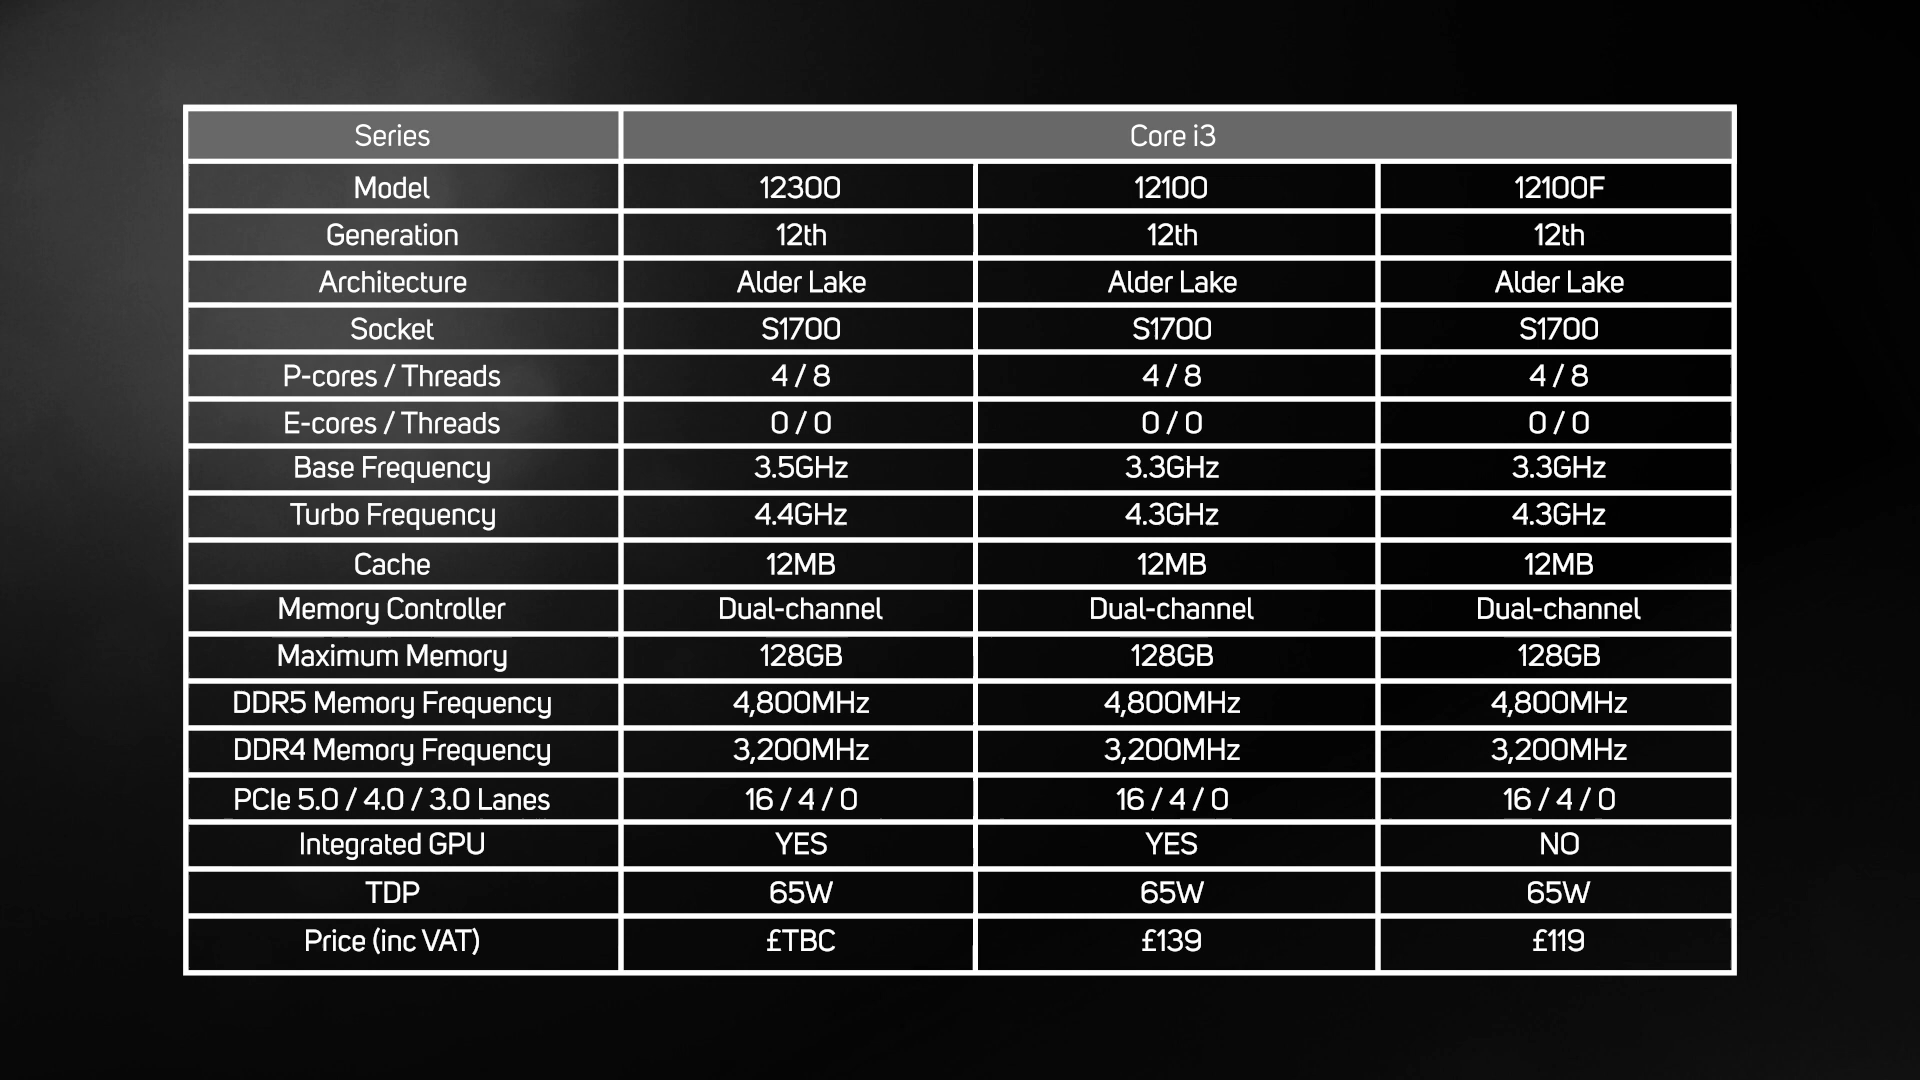 Series Core i3
Model 12300 12100 12100F
Generation 12th 12th 12th
Architecture Alder Lake Alder Lake Alder Lake
Socket S1700 S1700 S1700
P-cores / Threads 4 / 8 4 / 8 4 / 8
E-cores / Threads 0 / 0 0 / 0 0 / 0
Base Frequency 3.5GHz 3.3GHz 3.3GHz
Turbo Frequency 4.4GHz 4.3GHz 4.3GHz
Cache 12MB 12MB 12MB
Memory Controller Dual-channel Dual-channel Dual-channel
Maximum Memory 128GB 128GB 128GB
DDR5 Memory Frequency 4,800MHz 4,800MHz 4,800MHz
DDR4 Memory Frequency 3,200MHz 3,200MHz 3,200MHz
PCIe 5.0 / 4.0 / 3.0 Lanes 16 / 4 / 0 16 / 4 / 0 16 / 4 / 0
Integrated GPU YES YES NO
TDP 65W 65W 65W
Price (inc VAT) £TBC £139 £119